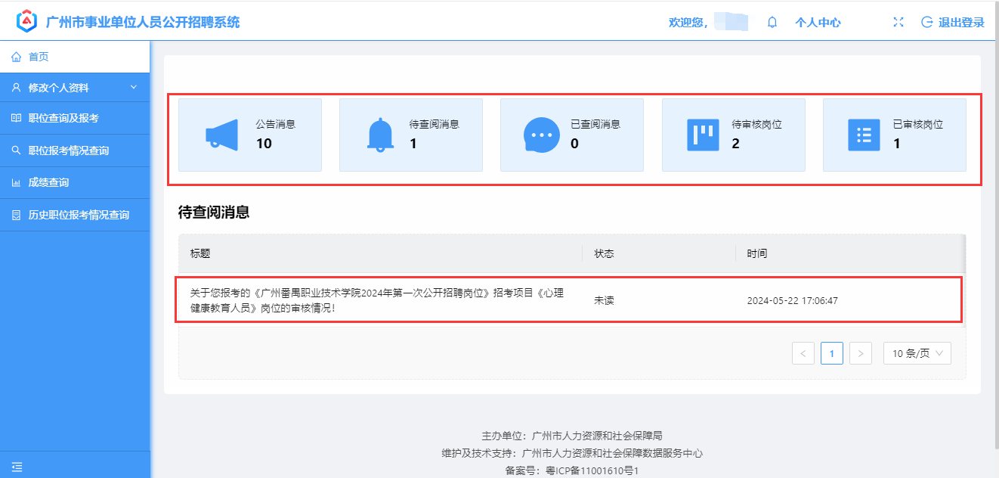 广州市事业单位人员公开招聘系统
欢迎您，
个人中心
退出登录
首页
修改个人资料
职位查询及报考
职位报考情况查询
成绩查询
历史职位报考情况查询
公告消息
10
待查阅消息
1
已查阅消息
0
待审核岗位
2
已审核岗位
1
待查阅消息
标题 状态 时间
关于您报考的《广州番禺职业技术学院2024年第一次公开招聘岗位》招考项目《心理
健康教育人员》岗位的审核情况！
未读
2024-05-22 17:06:47
< 1 > 10 条/页
主办单位：广州市人力资源和社会保障局
维护及技术支持：广州市人力资源和社会保障数据服务中心
备案号：粤ICP备11001610号1